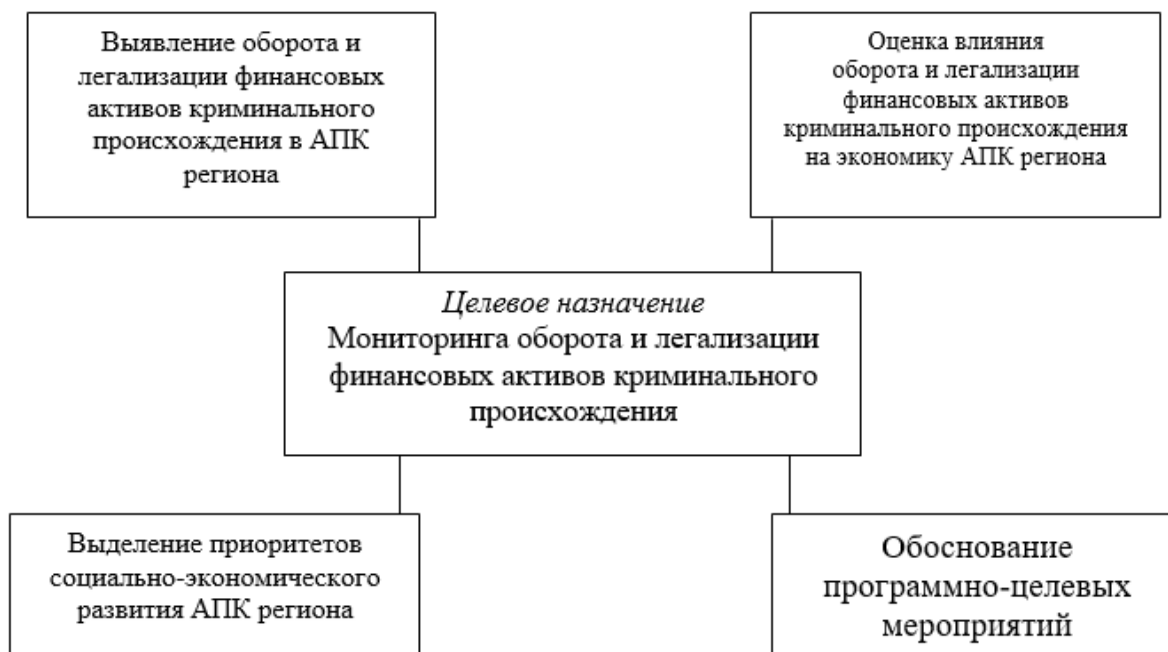 Выявление оборота и
легализации финансовых
активов криминального
происхождения в АПК
региона
Оценка влияния
оборота и легализации
финансовых активов
криминального происхождения
на экономику АПК региона
Целевое назначение
Мониторинга оборота и легализации
финансовых активов криминального
происхождения
Выделение приоритетов
социально-экономического
развития АПК региона
Обоснование
программно-целевых
мероприятий